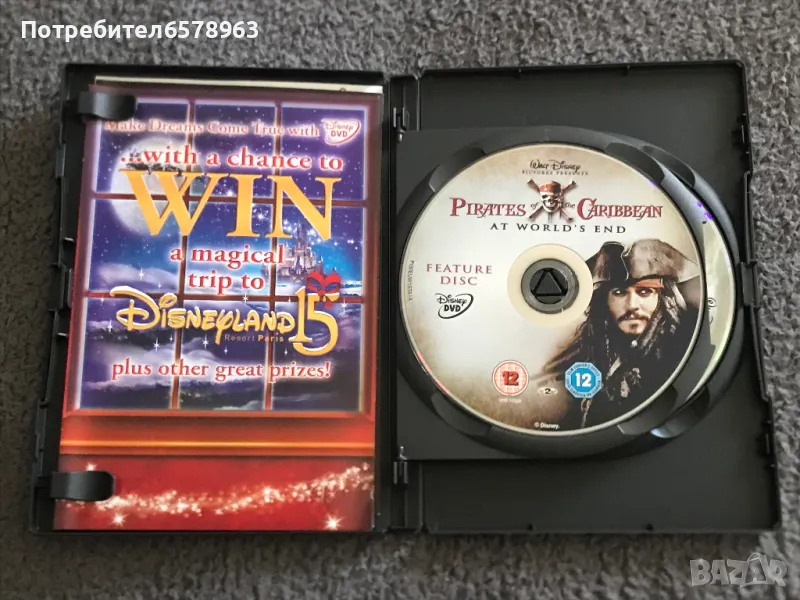 Потребител6578963
Make Dreams Come True with Disney DVD
...with a chance to
WIN
a magical
trip to
DISNEYLAND 15
Resort Paris
plus other great prizes!
WALT DISNEY
PICTURES PRESENTS
PIRATES of the CARIBBEAN
AT WORLD'S END
FEATURE
DISC
Disney
DVD
12
12
2
© Disney.
BAZAR